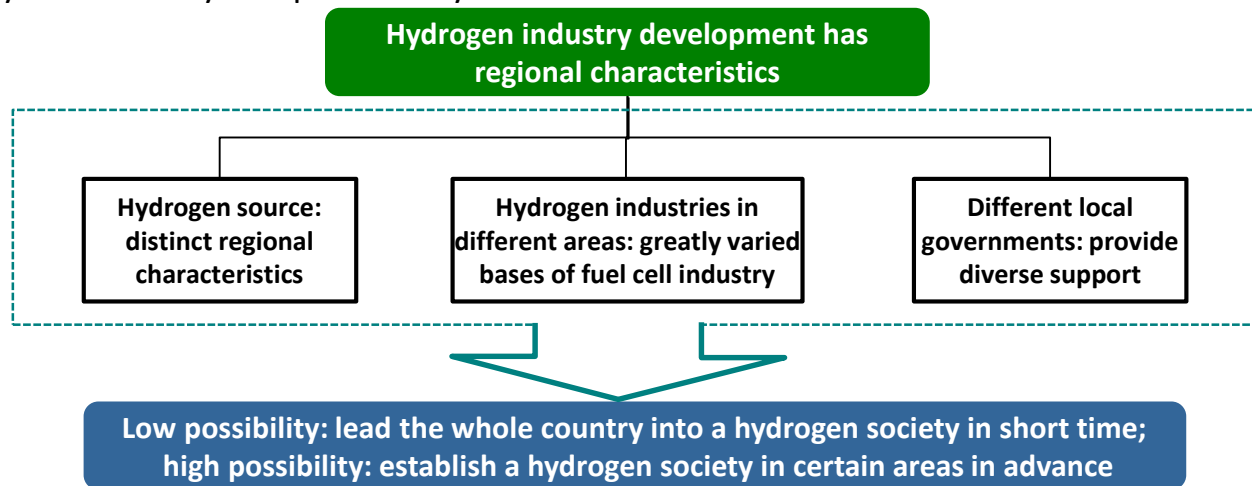 Hydrogen industry development has
regional characteristics
Hydrogen source:
distinct regional
characteristics
Hydrogen industries in
different areas: greatly varied
bases of fuel cell industry
Different local
governments: provide
diverse support
Low possibility: lead the whole country into a hydrogen society in short time;
high possibility: establish a hydrogen society in certain areas in advance